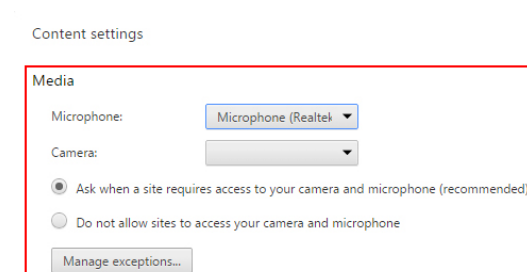 Content settings
Media
Microphone: Microphone (Realtek
Camera:
Ask when a site requires access to your camera and microphone (recommended)
Do not allow sites to access your camera and microphone
Manage exceptions...